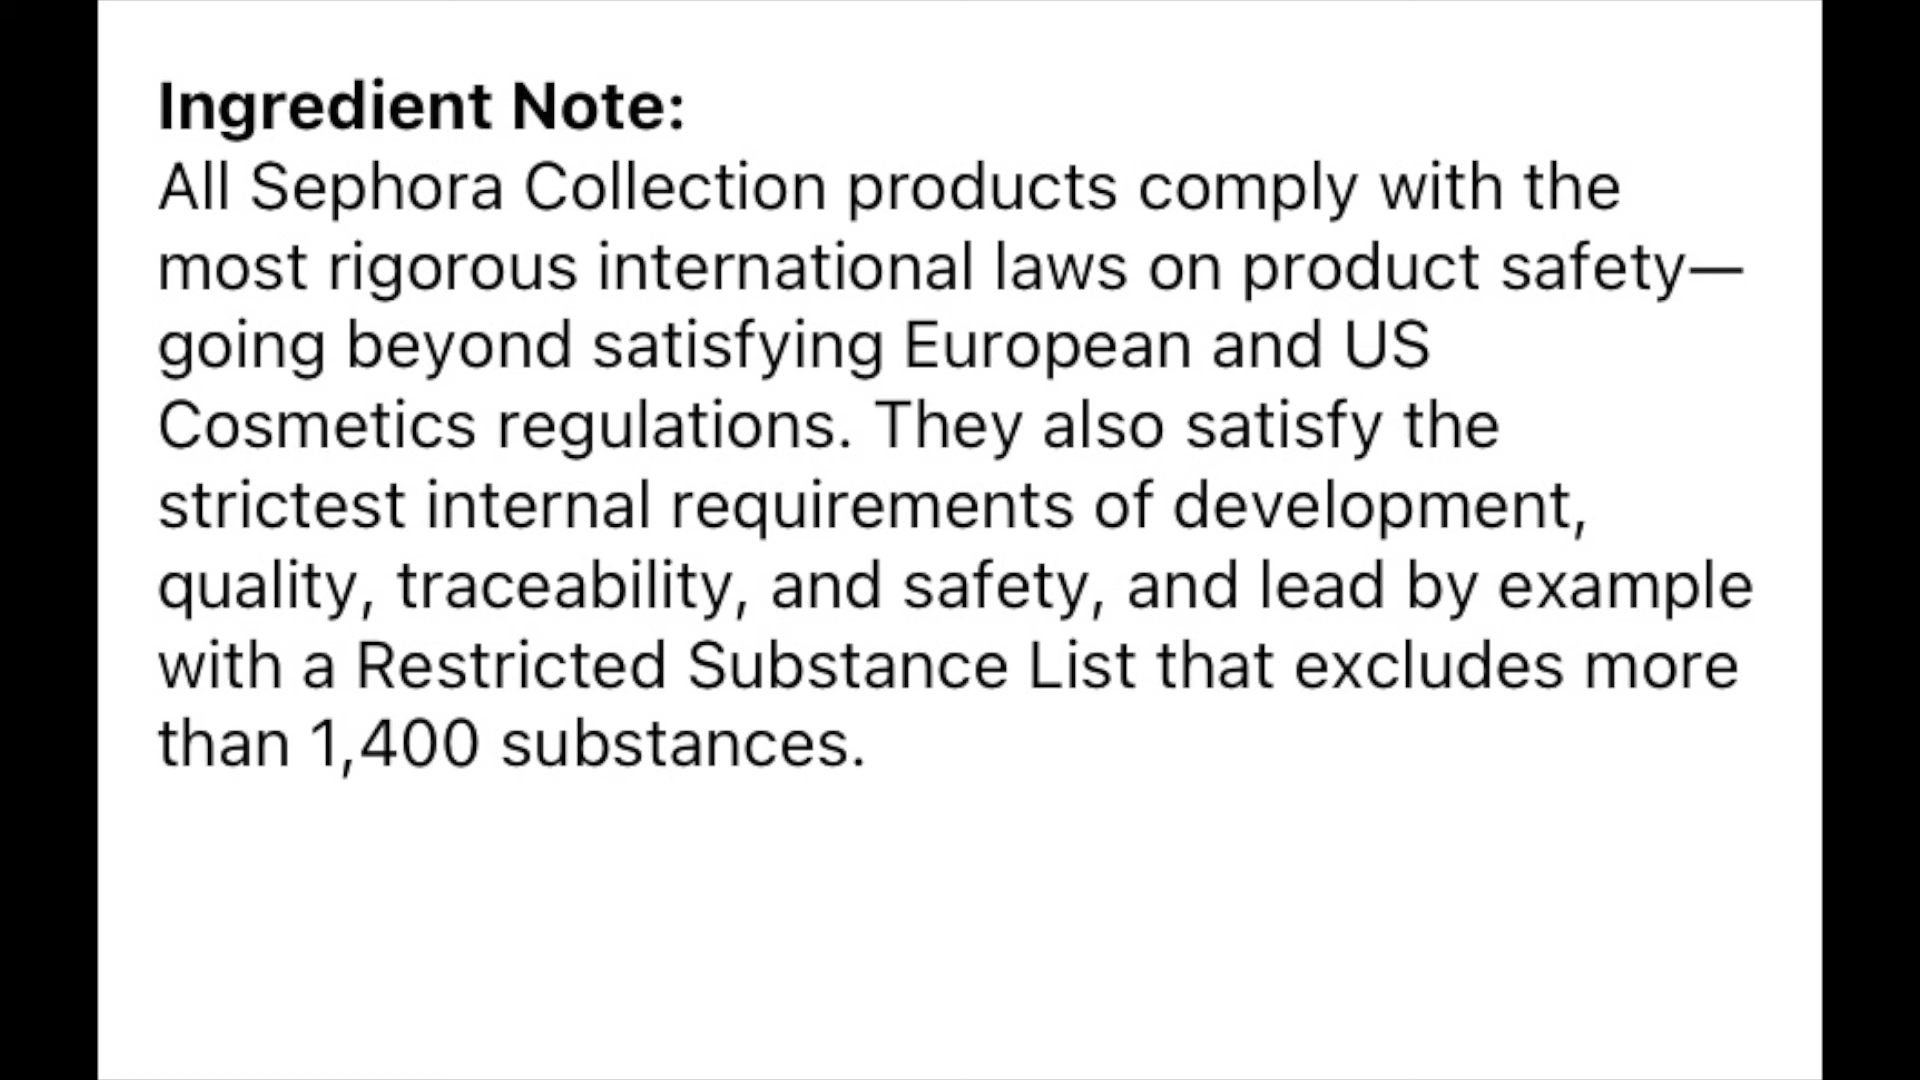 Ingredient Note:
All Sephora Collection products comply with the
most rigorous international laws on product safety—
going beyond satisfying European and US
Cosmetics regulations. They also satisfy the
strictest internal requirements of development,
quality, traceability, and safety, and lead by example
with a Restricted Substance List that excludes more
than 1,400 substances.